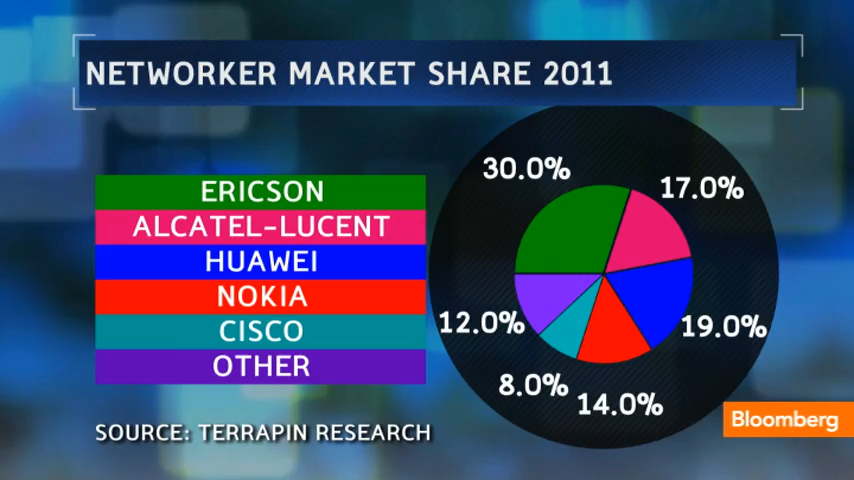 NETWORKER MARKET SHARE 2011
ERICSON
ALCATEL-LUCENT
HUAWEI
NOKIA
CISCO
OTHER
30.0%
17.0%
19.0%
14.0%
8.0%
12.0%
SOURCE: TERRAPIN RESEARCH
Bloomberg